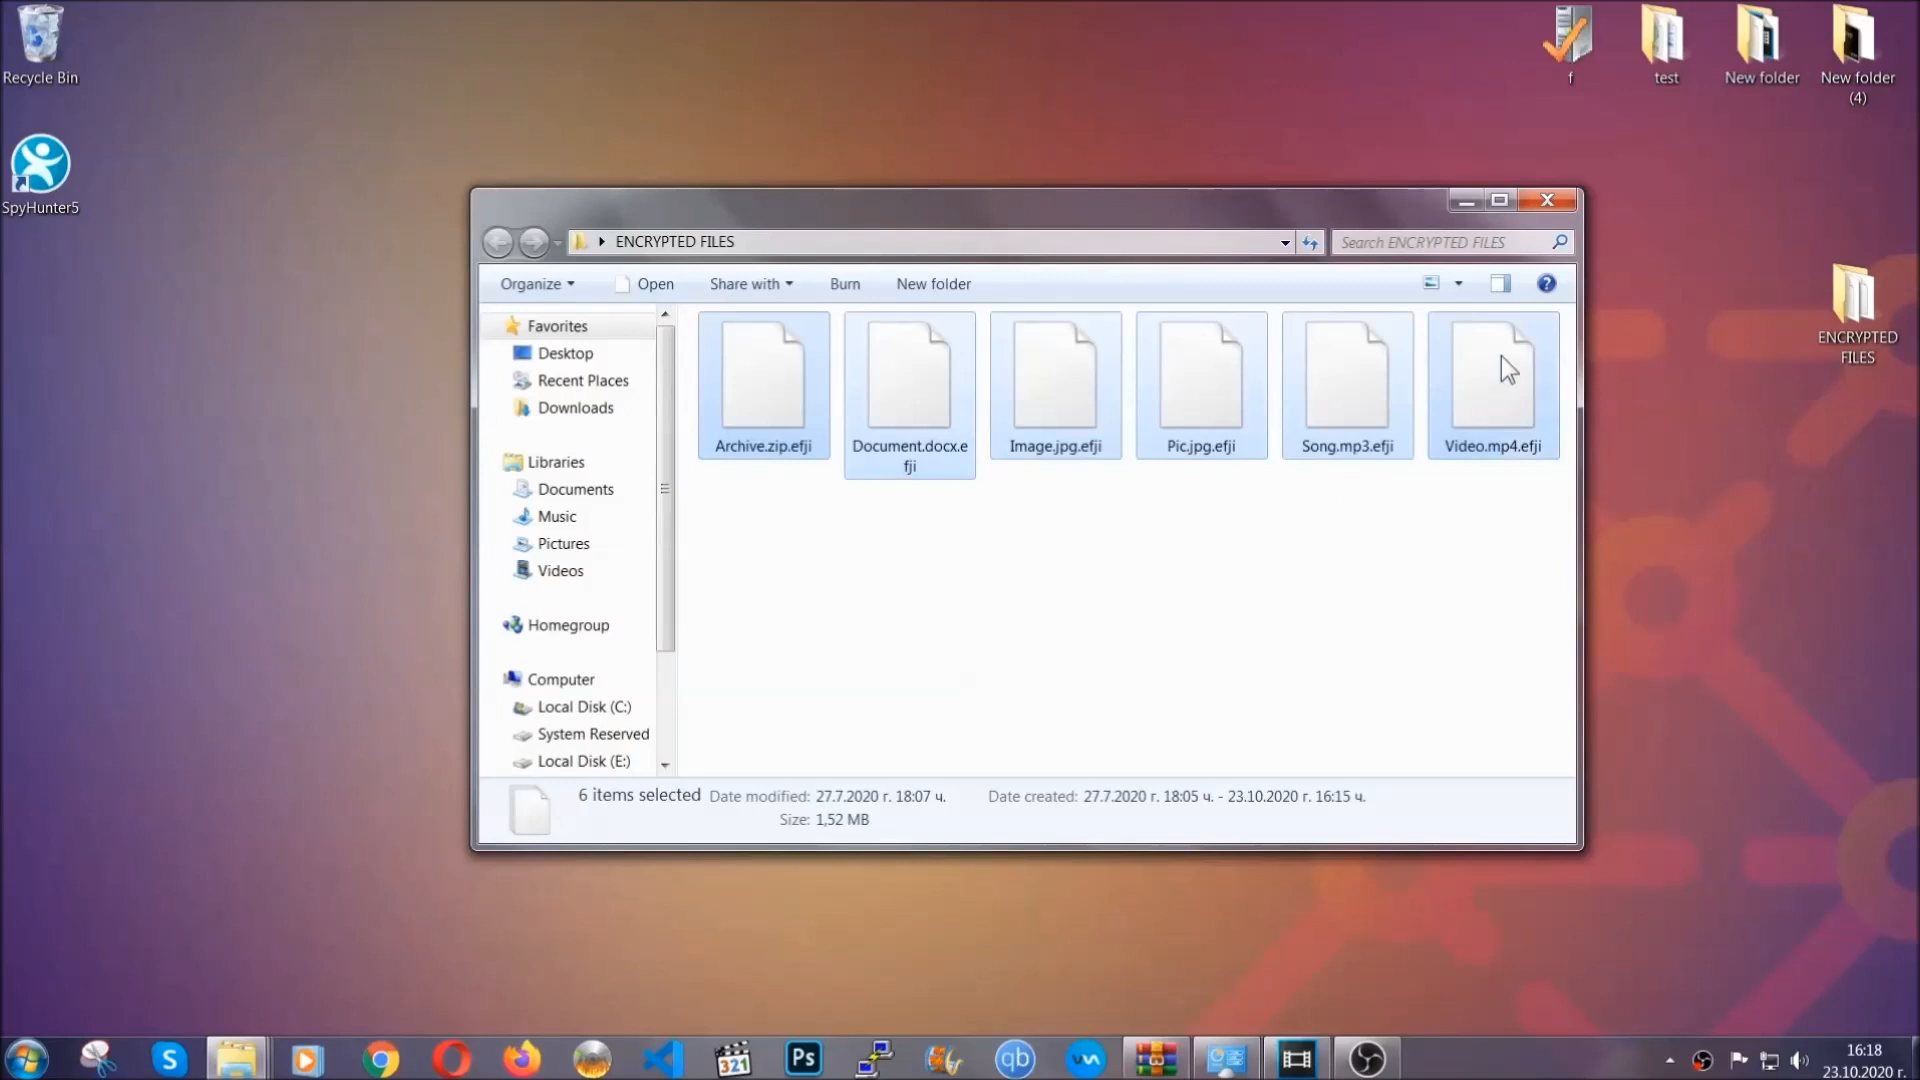 Recycle Bin
SpyHunter5
f
test
New folder
New folder
(4)
ENCRYPTED
FILES
ENCRYPTED FILES
Search ENCRYPTED FILES
Organize
Open
Share with
Burn
New folder
Favorites
Desktop
Recent Places
Downloads
Libraries
Documents
Music
Pictures
Videos
Homegroup
Computer
Local Disk (C:)
System Reserved
Local Disk (E:)
Archive.zip.efji
Document.docx.e
fji
Image.jpg.efji
Pic.jpg.efji
Song.mp3.efji
Video.mp4.efji
6 items selected Date modified: 27.7.2020 г. 18:07 ч. Date created: 27.7.2020 г. 18:05 ч. - 23.10.2020 г. 16:15 ч.
Size: 1,52 MB
S
321
Ps
qb
16:18
23.10.2020 г.